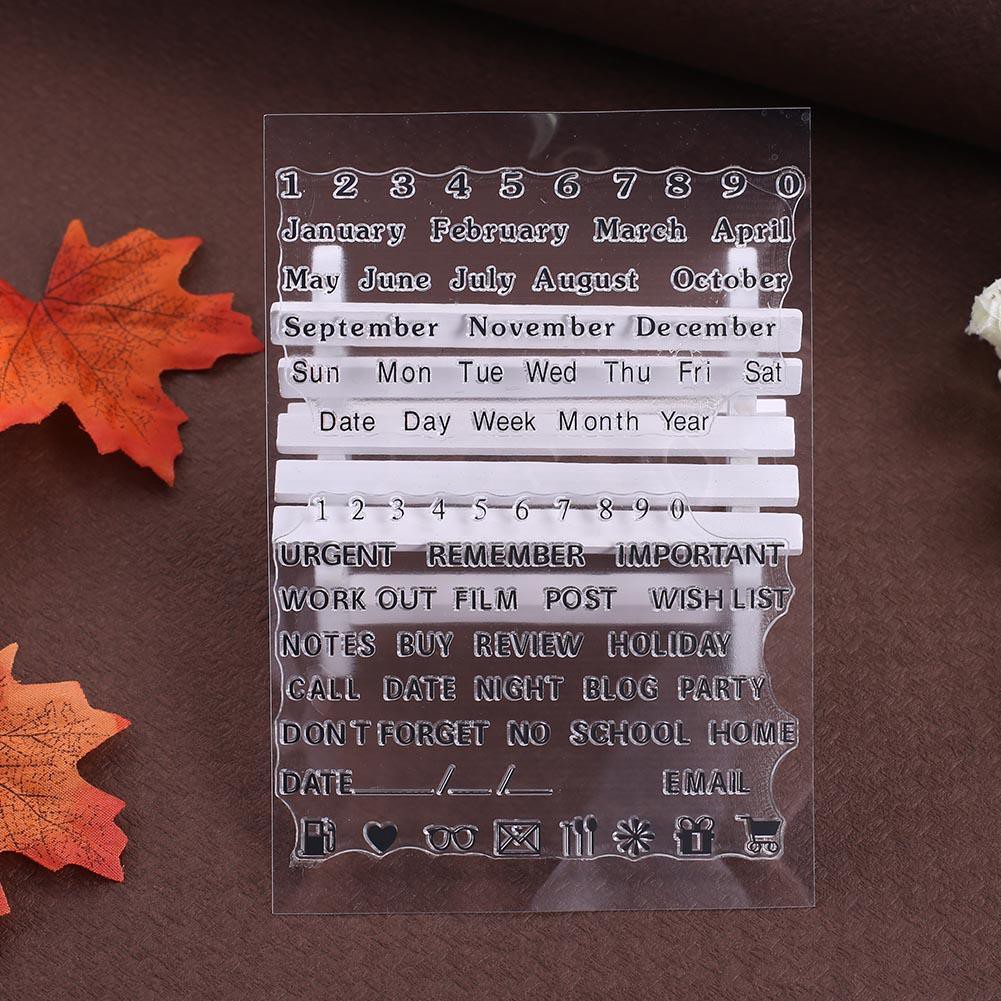 1 2 3 4 5 6 7 8 9 0
January February March April
May June July August October
September November December
Sun Mon Tue Wed Thu Fri Sat
Date Day Week Month Year
1 2 3 4 5 6 7 8 9 0
URGENT REMEMBER IMPORTANT
WORK OUT FILM POST WISH LIST
NOTES BUY REVIEW HOLIDAY
CALL DATE NIGHT BLOG PARTY
DON T FORGET NO SCHOOL HOME
DATE_____/__/__ EMAIL